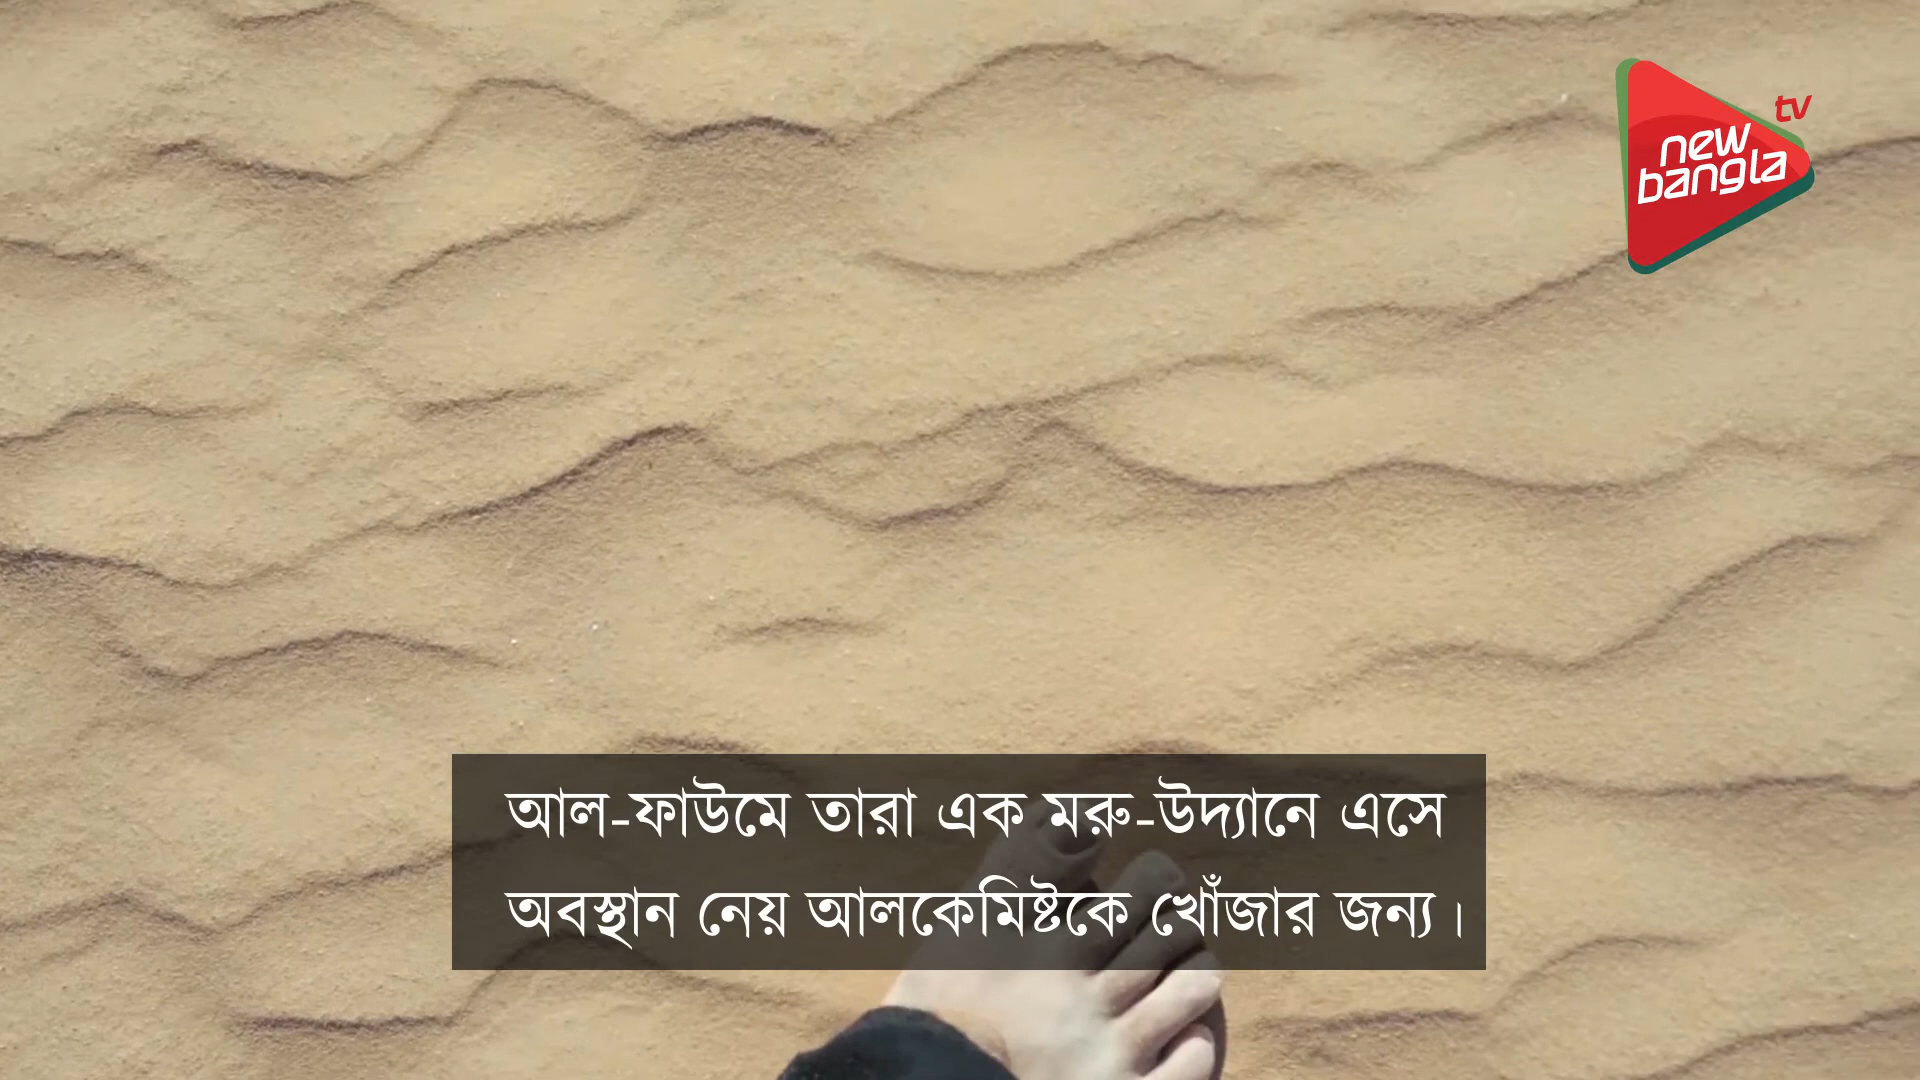 tv
new
bangla
আল-ফাউমে তারা এক মরু-উদ্যানে এসে
অবস্থান নেয় আলকেমিষ্টকে খোঁজার জন্য।